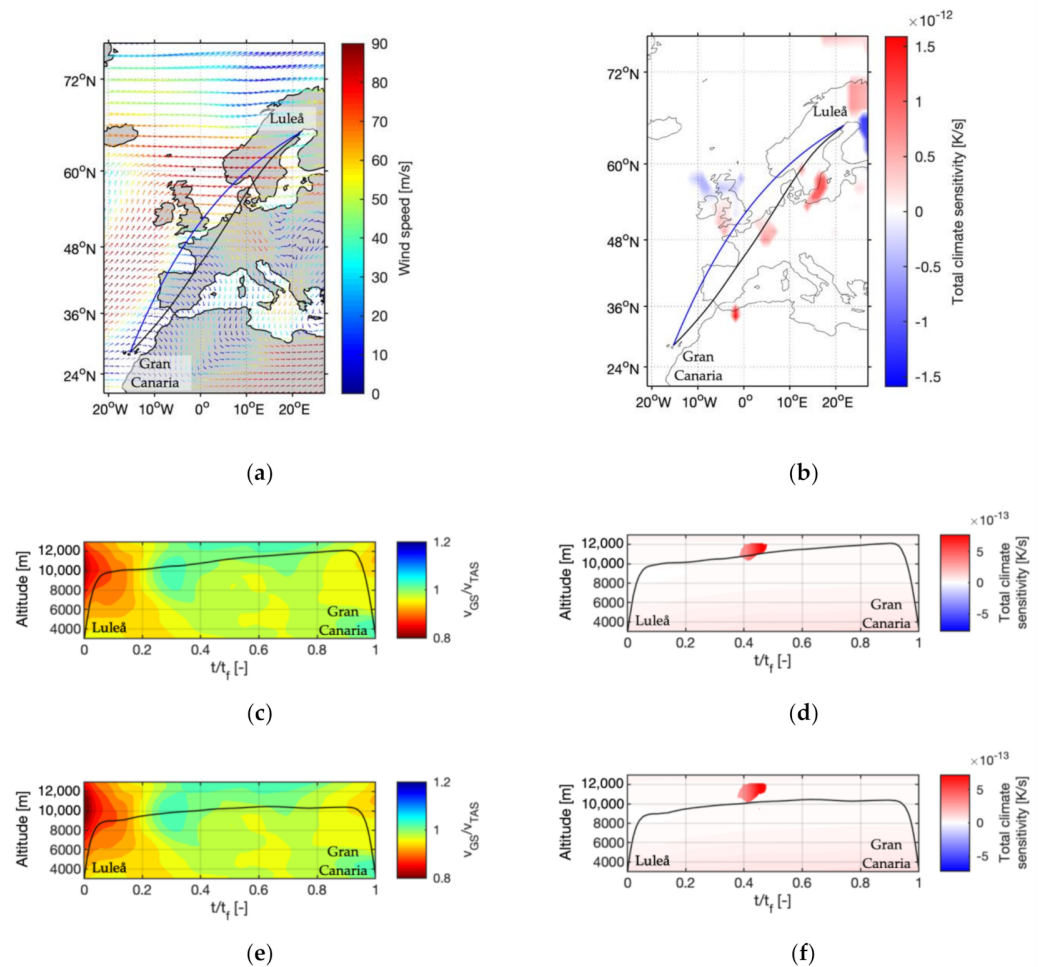 72°N
60°N
48°N
36°N
24°N
20°W 10°W 0° 10°E 20°E
Luleå
Gran
Canaria
90
80
70
60
50
40
30
20
10
0
Wind speed [m/s]
(a)
72°N
60°N
48°N
36°N
24°N
20°W 10°W 0° 10°E 20°E
Luleå
Gran
Canaria
×10⁻¹²
1.5
1
0.5
0
-0.5
-1
-1.5
Total climate sensitivity [K/s]
(b)
Altitude [m]
12,000
10,000
8000
6000
4000
Luleå
Gran
Canaria
0 0.2 0.4 0.6 0.8 1
t/t_f [-]
1.2
1
0.8
v_GS/v_TAS
(c)
Altitude [m]
12,000
10,000
8000
6000
4000
Luleå
Gran
Canaria
0 0.2 0.4 0.6 0.8 1
t/t_f [-]
×10⁻¹³
5
0
-5
Total climate
sensitivity [K/s]
(d)
Altitude [m]
12,000
10,000
8000
6000
4000
Luleå
Gran
Canaria
0 0.2 0.4 0.6 0.8 1
t/t_f [-]
1.2
1
0.8
v_GS/v_TAS
(e)
Altitude [m]
12,000
10,000
8000
6000
4000
Luleå
Gran
Canaria
0 0.2 0.4 0.6 0.8 1
t/t_f [-]
×10⁻¹³
5
0
-5
Total climate
sensitivity [K/s]
(f)